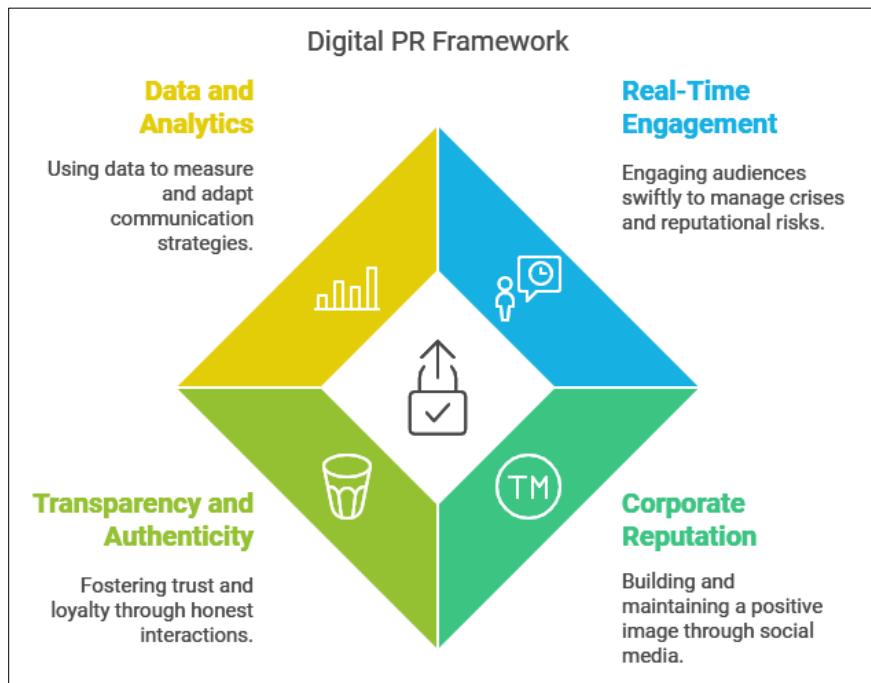 Digital PR Framework
Data and
Analytics
Using data to measure
and adapt
communication
strategies.
Real-Time
Engagement
Engaging audiences
swiftly to manage crises
and reputational risks.
Transparency and
Authenticity
Fostering trust and
loyalty through honest
interactions.
TM
Corporate
Reputation
Building and
maintaining a positive
image through social
media.